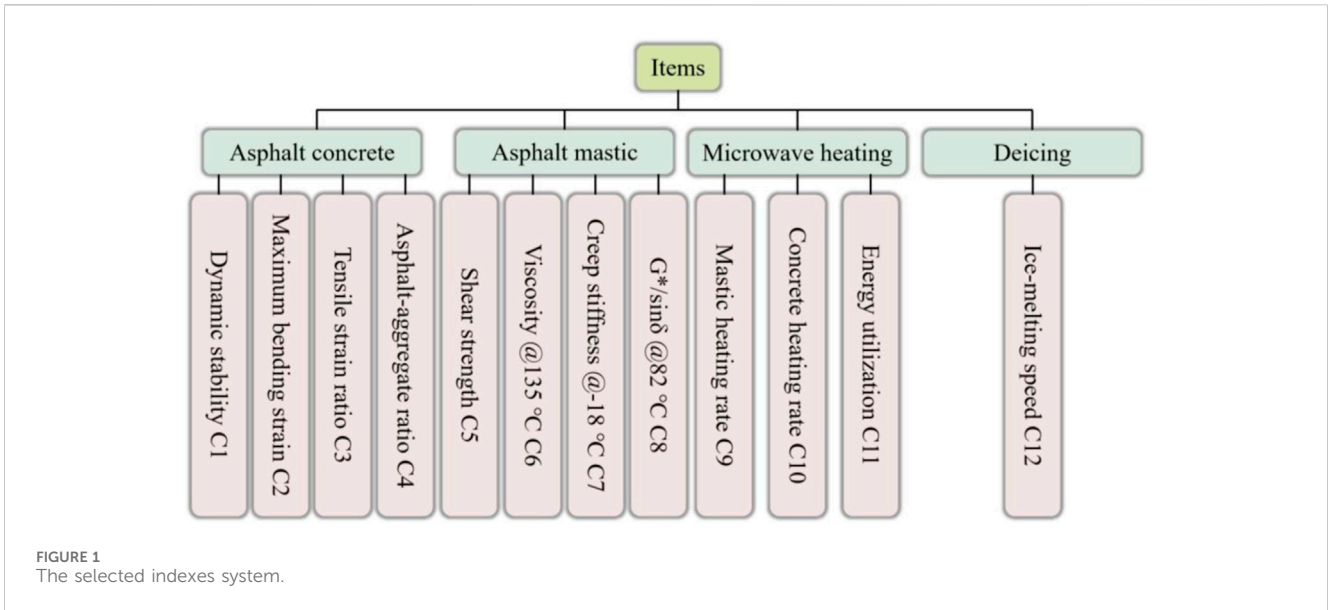 Items
Asphalt concrete
Asphalt mastic
Microwave heating
Deicing
Dynamic stability C1
Maximum bending strain C2
Tensile strain ratio C3
Asphalt-aggregate ratio C4
Shear strength C5
Viscosity @135 ℃ C6
Creep stiffness @-18 ℃ C7
G*/sinδ @82 ℃ C8
Mastic heating rate C9
Concrete heating rate C10
Energy utilization C11
Ice-melting speed C12
FIGURE 1
The selected indexes system.